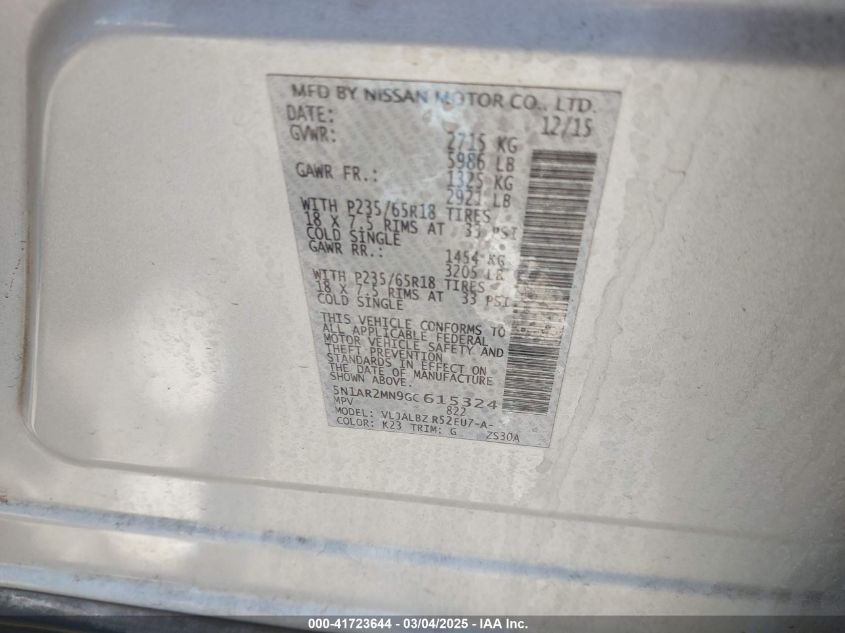 MFD BY NISSAN MOTOR CO., LTD.
DATE: 12/15
GVWR: 2715 KG
5986 LB
GAWR FR.: 1325 KG
2921 LB
WITH P235/65R18 TIRES
18 X 7.5 RIMS AT 33 PSI
COLD SINGLE
GAWR RR.: 1454 KG
3205 LB
WITH P235/65R18 TIRES
18 X 7.5 RIMS AT 33 PSI
COLD SINGLE
THIS VEHICLE CONFORMS TO
ALL APPLICABLE FEDERAL
MOTOR VEHICLE SAFETY AND
THEFT PREVENTION
STANDARDS IN EFFECT ON
THE DATE OF MANUFACTURE
SHOWN ABOVE.
5N1AR2MN9GC615324
MPV 822
MODEL: R52EU7-A-
COLOR: K23 TRIM: G ZS30A
000-41723644 - 03/04/2025 - IAA Inc.